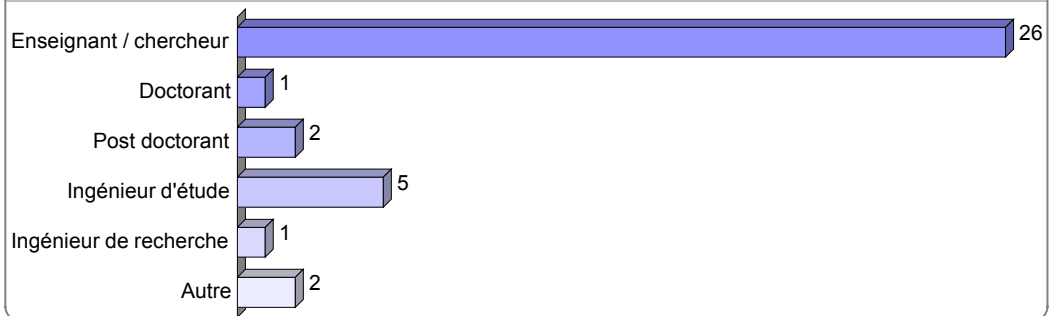 Enseignant / chercheur 26
Doctorant 1
Post doctorant 2
Ingénieur d'étude 5
Ingénieur de recherche 1
Autre 2